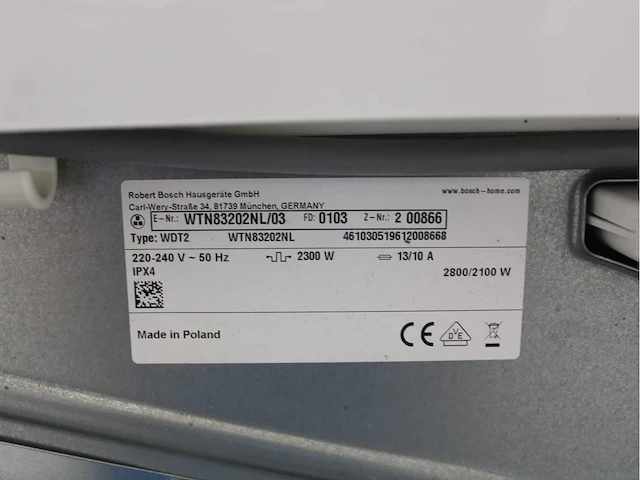 Robert Bosch Hausgeräte GmbH
www.bosch-home.com
Carl-Wery-Straße 34, 81739 München, GERMANY
E-Nr.: WTN83202NL/03 FD: 0103 Z-Nr.: 2 00866
Type: WDT2 WTN83202NL 461030519612008668
220-240 V ~ 50 Hz 2300 W 13/10 A
IPX4 2800/2100 W
Made in Poland CE DVE